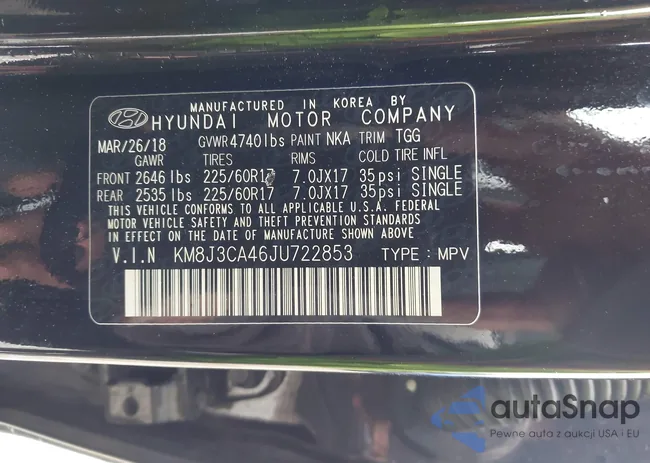 MANUFACTURED IN KOREA BY
HYUNDAI MOTOR COMPANY
MAR/26/18 GVWR 4740lbs PAINT NKA TRIM TGG
GAWR TIRES RIMS COLD TIRE INFL
FRONT 2646 lbs 225/60R17 7.0JX17 35psi SINGLE
REAR 2535 lbs 225/60R17 7.0JX17 35psi SINGLE
THIS VEHICLE CONFORMS TO ALL APPLICABLE U.S.A. FEDERAL
MOTOR VEHICLE SAFETY AND THEFT PREVENTION STANDARDS
IN EFFECT ON THE DATE OF MANUFACTURE SHOWN ABOVE
V.I.N KM8J3CA46JU722853 TYPE : MPV
autaSnap
Pewne auta z aukcji USA i EU